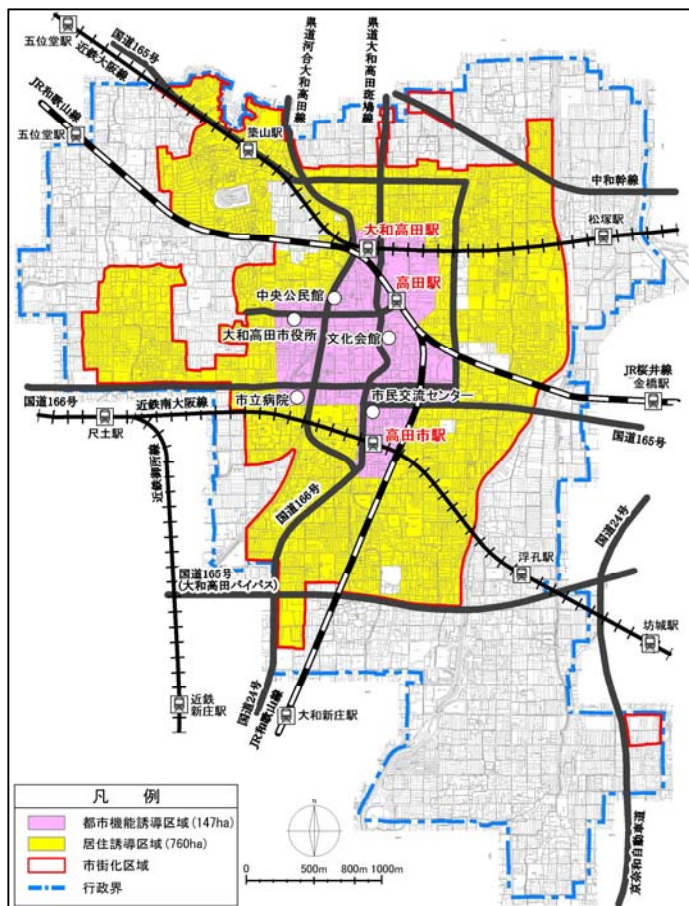 五位堂駅
国道165号
近鉄大阪線
JR和歌山線
五位堂駅
築山駅
県道河合大和高田線
県道大和高田斑鳩線
中和幹線
松塚駅
大和高田駅
高田駅
中央公民館
大和高田市役所
文化会館
JR桜井線
金橋駅
国道166号
近鉄南大阪線
市立病院
市民交流センター
尺土駅
高田市駅
国道165号
近鉄御所線
国道166号
国道24号
浮孔駅
国道165号
(大和高田バイパス)
坊城駅
近鉄
新庄駅
国道24号
JR和歌山線
大和新庄駅
京奈和自動車道
凡 例
都市機能誘導区域(147ha)
居住誘導区域(760ha)
市街化区域
行政界
N
0 500m 800m 1000m